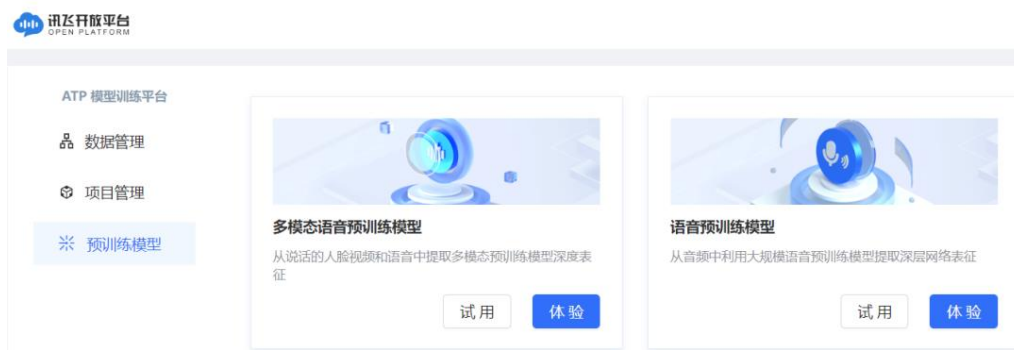 讯飞开放平台
OPEN PLATFORM
ATP 模型训练平台
数据管理
项目管理
预训练模型
多模态语音预训练模型
从说话的人脸视频和语音中提取多模态预训练模型深度表
征
试用
体验
语音预训练模型
从音频中利用大规模语音预训练模型提取深层网络表征
试用
体验